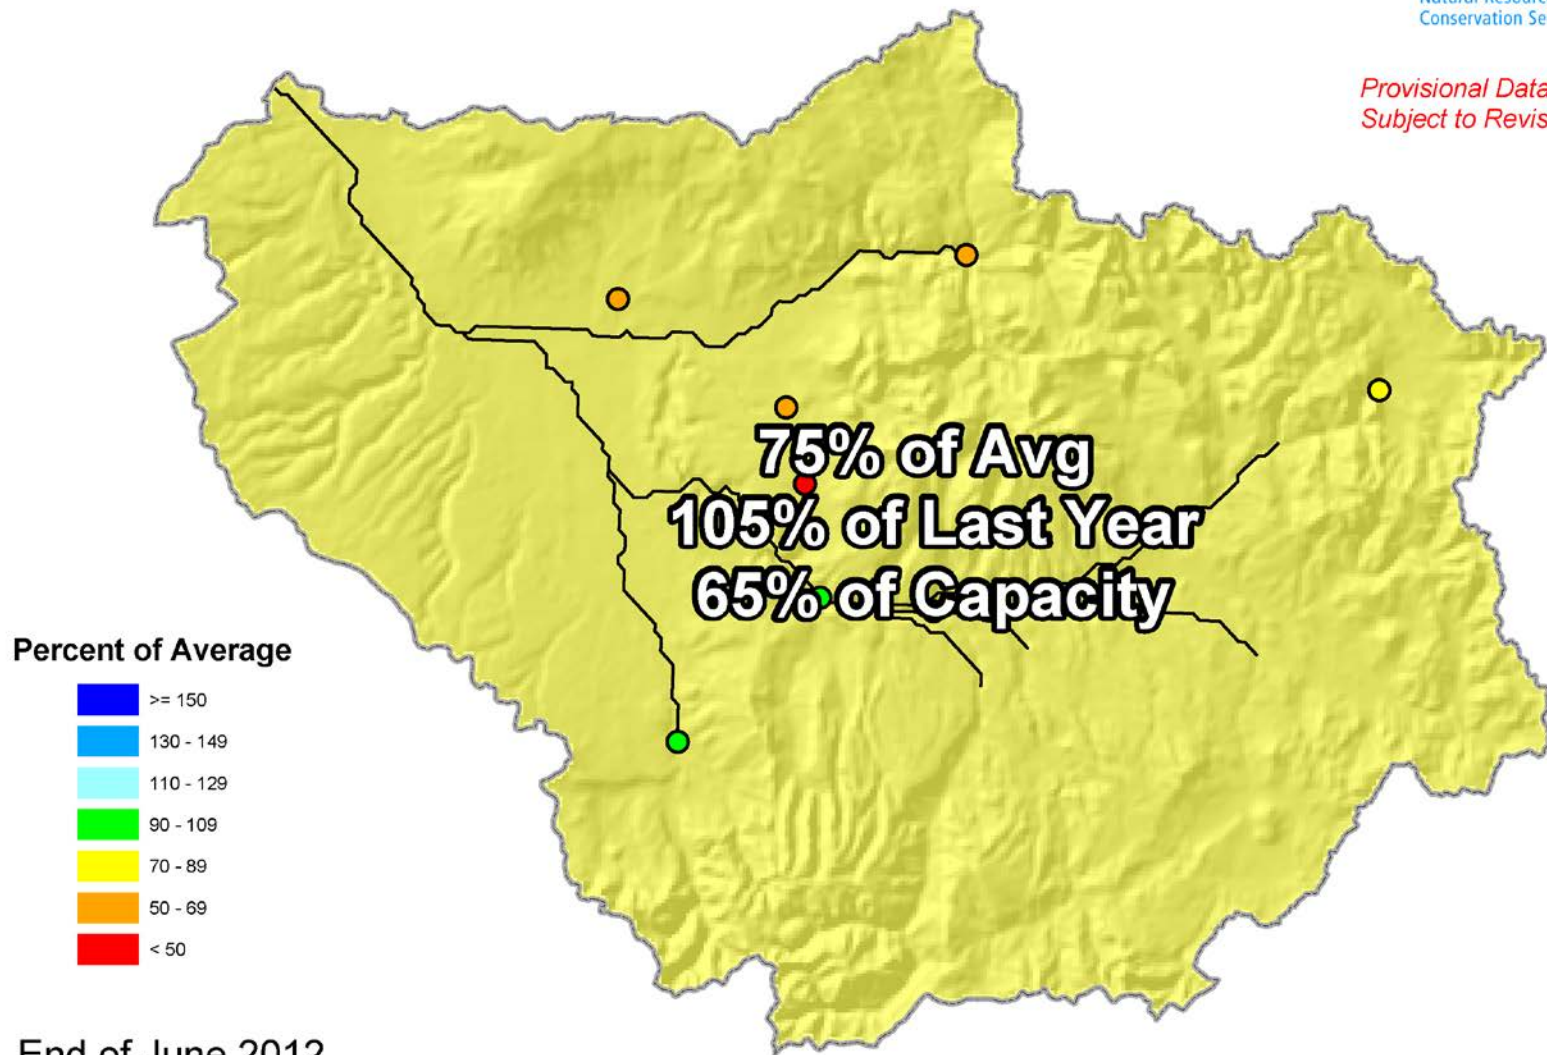 Conservation Se
Provisional Data
Subject to Revis
75% of Avg
105% of Last Year
65% of Capacity
Percent of Average
>= 150
130 - 149
110 - 129
90 - 109
70 - 89
50 - 69
< 50
End of June 2012